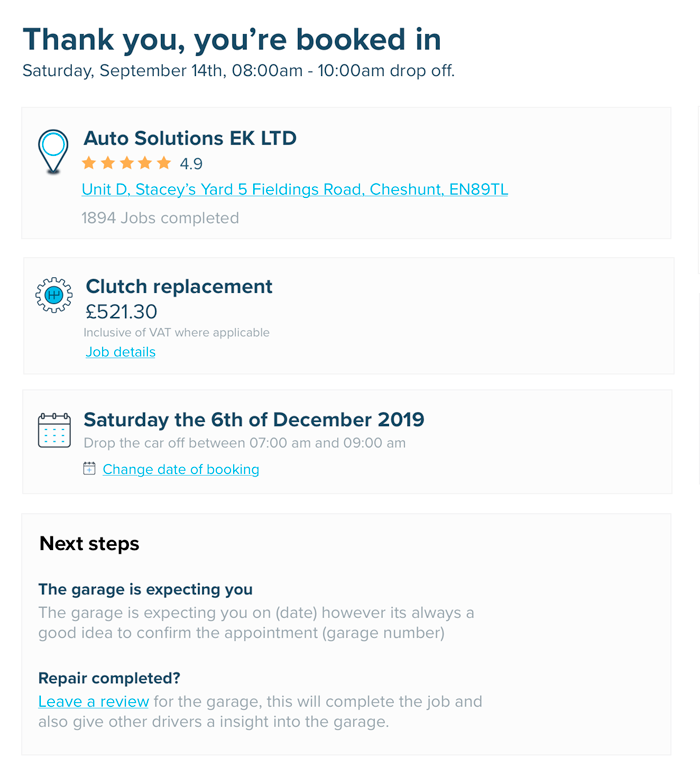 Thank you, you’re booked in
Saturday, September 14th, 08:00am - 10:00am drop off.
Auto Solutions EK LTD
4.9
Unit D, Stacey’s Yard 5 Fieldings Road, Cheshunt, EN89TL
1894 Jobs completed
Clutch replacement
£521.30
Inclusive of VAT where applicable
Job details
Saturday the 6th of December 2019
Drop the car off between 07:00 am and 09:00 am
Change date of booking
Next steps
The garage is expecting you
The garage is expecting you on (date) however its always a
good idea to confirm the appointment (garage number)
Repair completed?
Leave a review for the garage, this will complete the job and
also give other drivers a insight into the garage.